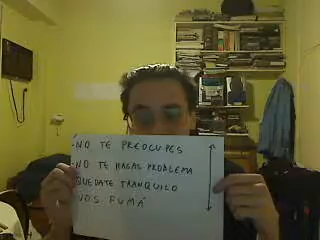 -NO TE PREOCUPES
-NO TE HAGAS PROBLEMA
-QUEDATE TRANQUILO
-VOS FUMÁ